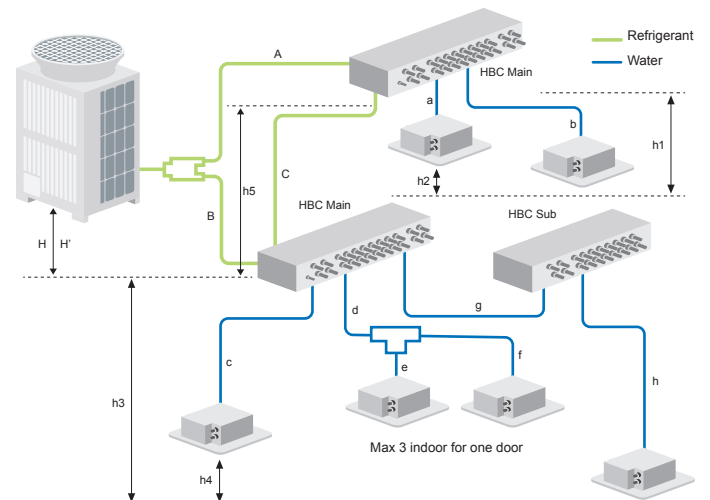 Refrigerant
A
HBC Main
Water
a
b
h1
h5
C
h2
HBC Main
HBC Sub
B
H
H'
d
g
c
e
f
h
h3
Max 3 indoor for one door
h4